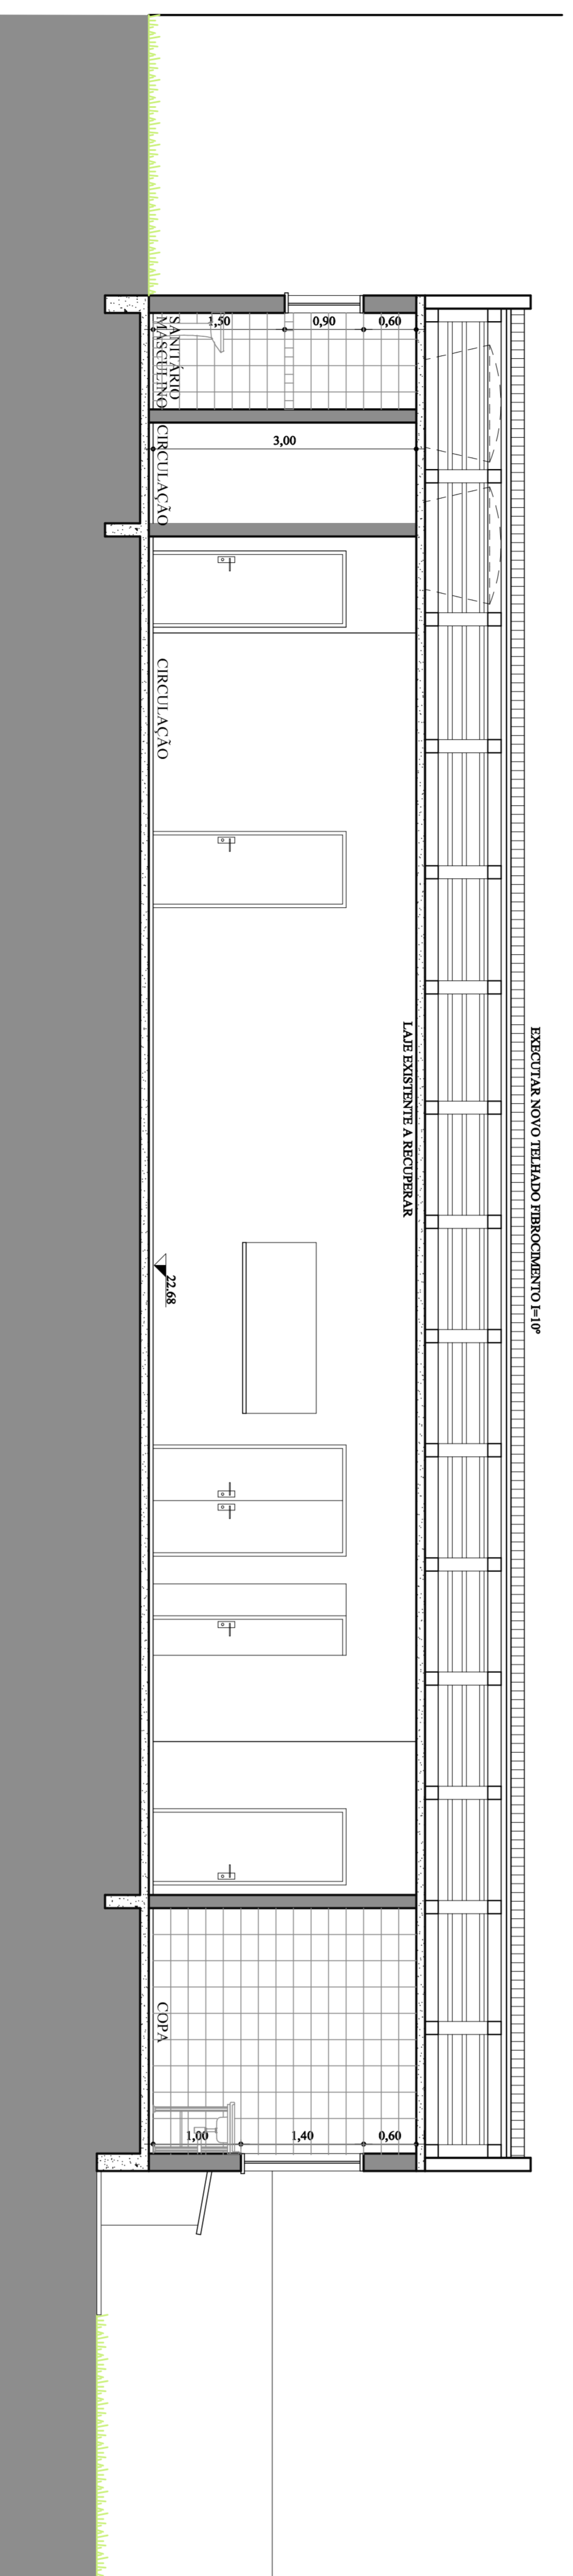 1,50
0,90
0,60
SANITÁRIO
MASCULINO
CIRCULAÇÃO
3,00
CIRCULAÇÃO
LAJE EXISTENTE A RECUPERAR
EXECUTAR NOVO TELHADO FIBROCIMENTO I=10º
22.68
COPA
1,00
1,40
0,60